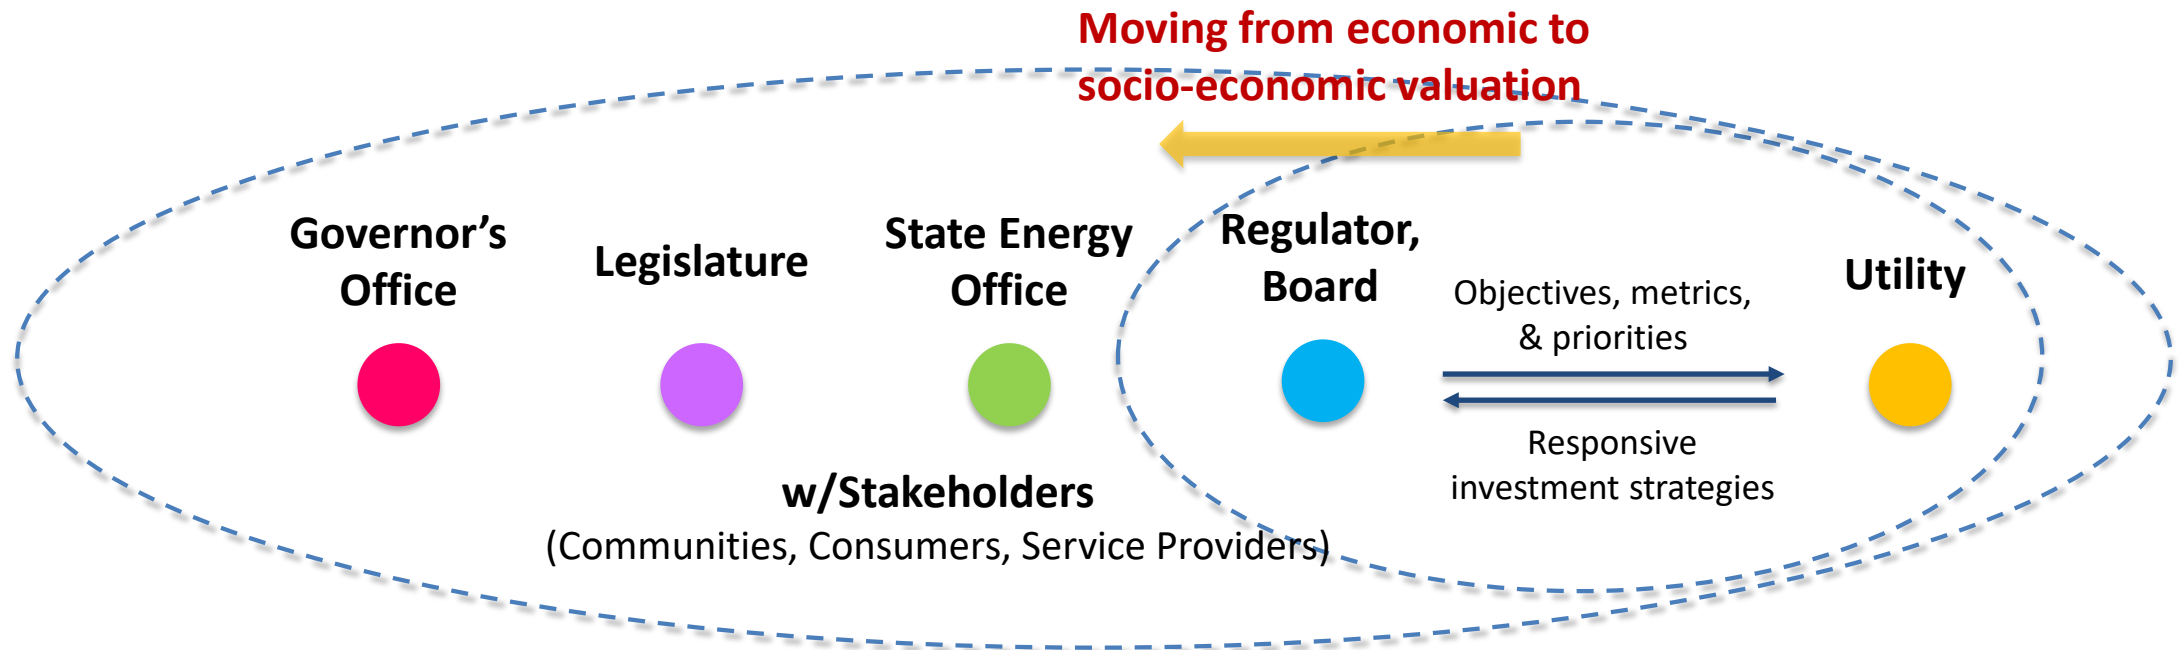 Moving from economic to
socio-economic valuation
Governor’s
Office
Legislature
State Energy
Office
Regulator,
Board
Utility
Objectives, metrics,
& priorities
Responsive
investment strategies
w/Stakeholders
(Communities, Consumers, Service Providers)